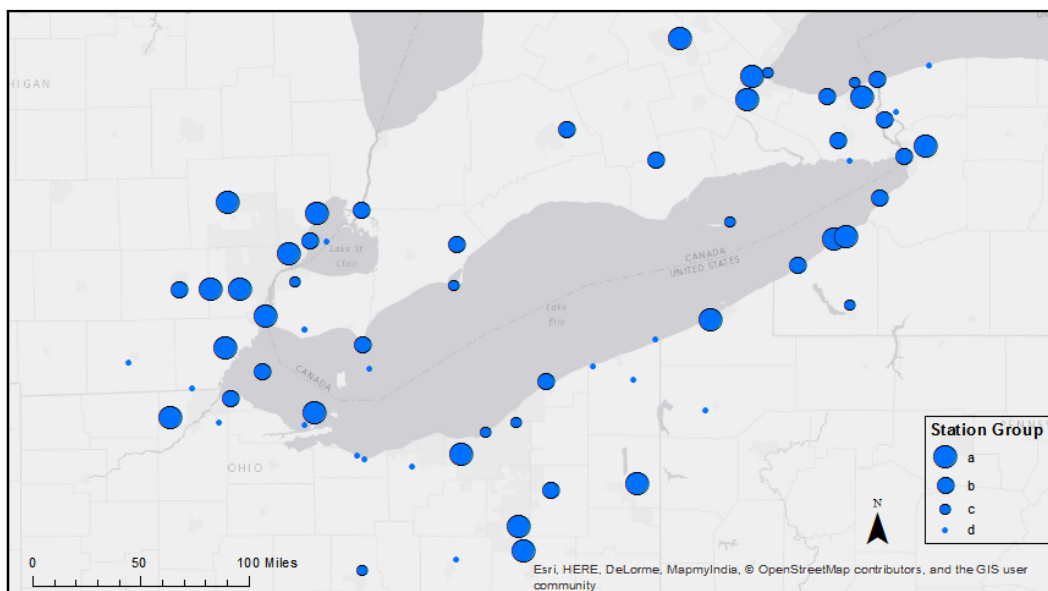 HIGAN
Lake St
Clair
CANADA
UNITED STATES
Lake
Erie
CANADA
OHIO
Station Group
a
b
c
d
N
0 50 100 Miles
Esri, HERE, DeLorme, MapmyIndia, © OpenStreetMap contributors, and the GIS user
community